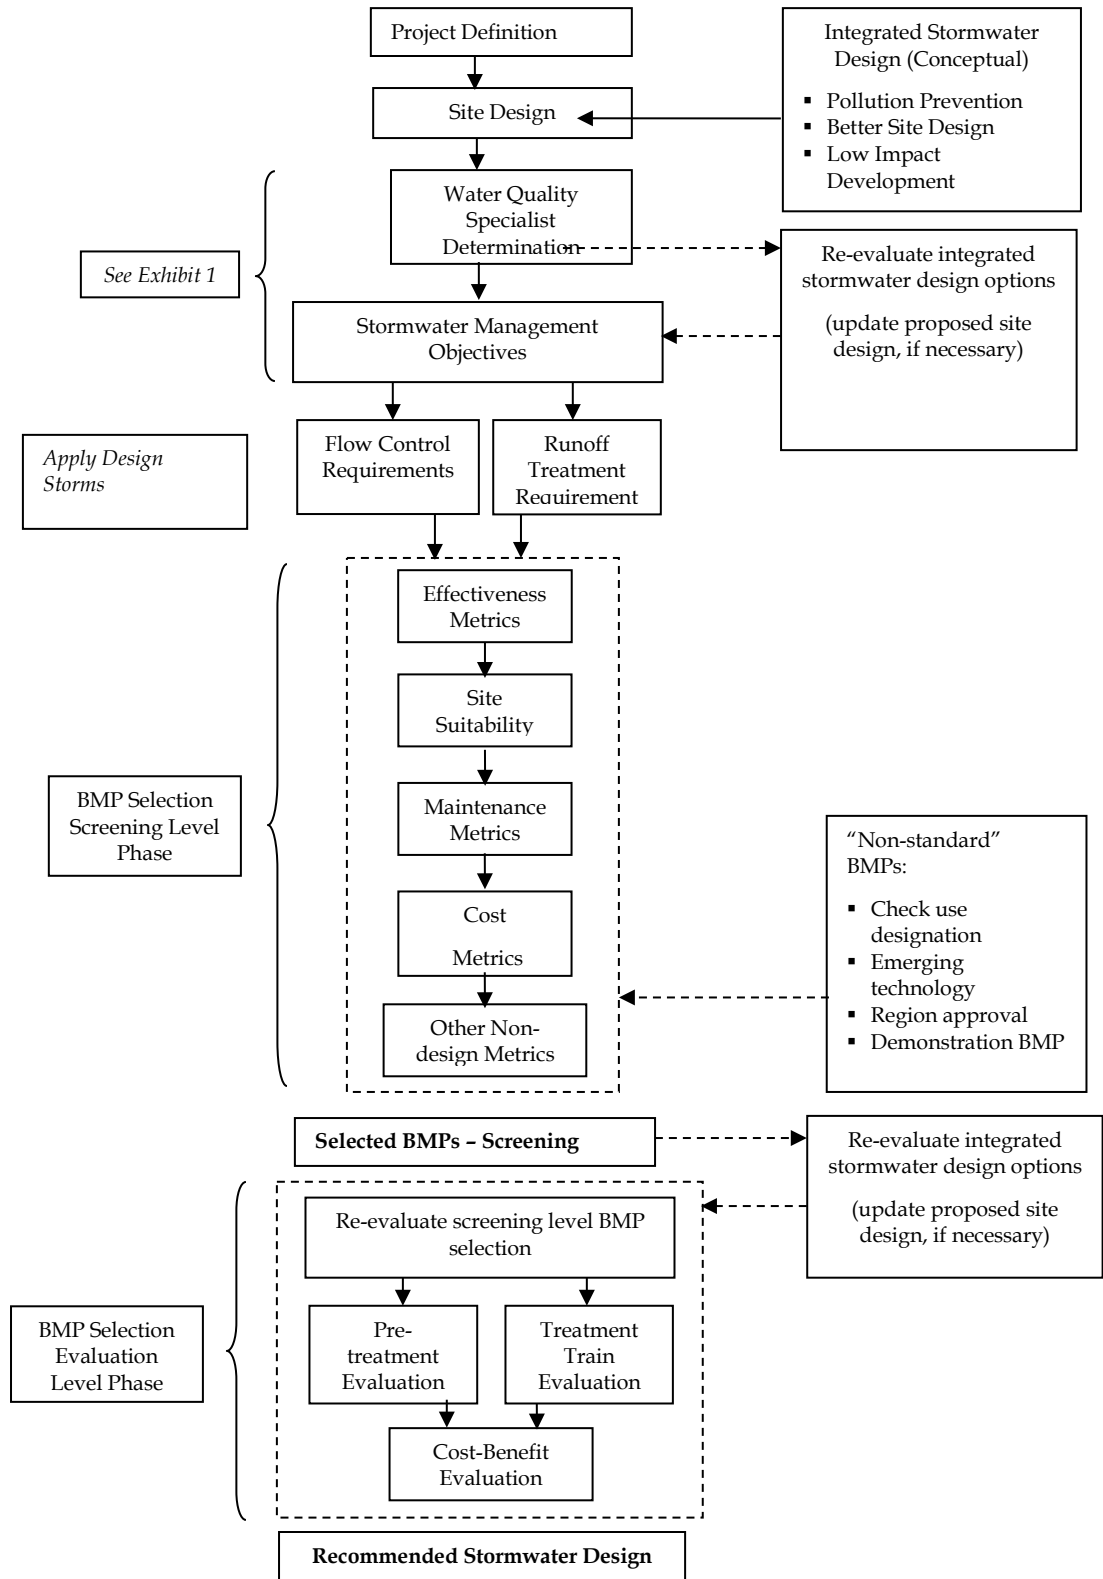 Project Definition
Integrated Stormwater
Design (Conceptual)
▪ Pollution Prevention
▪ Better Site Design
▪ Low Impact
Development
Site Design
Water Quality
Specialist
Determination
See Exhibit 1
Re-evaluate integrated
stormwater design options
(update proposed site
design, if necessary)
Stormwater Management
Objectives
Flow Control
Requirements
Runoff
Treatment
Requirement
Apply Design
Storms
Effectiveness
Metrics
Site
Suitability
BMP Selection
Screening Level
Phase
Maintenance
Metrics
Cost
Metrics
Other Non-
design Metrics
“Non-standard”
BMPs:
▪ Check use
designation
▪ Emerging
technology
▪ Region approval
▪ Demonstration BMP
Selected BMPs – Screening
Re-evaluate integrated
stormwater design options
(update proposed site
design, if necessary)
Re-evaluate screening level BMP
selection
BMP Selection
Evaluation
Level Phase
Pre-
treatment
Evaluation
Treatment
Train
Evaluation
Cost-Benefit
Evaluation
Recommended Stormwater Design